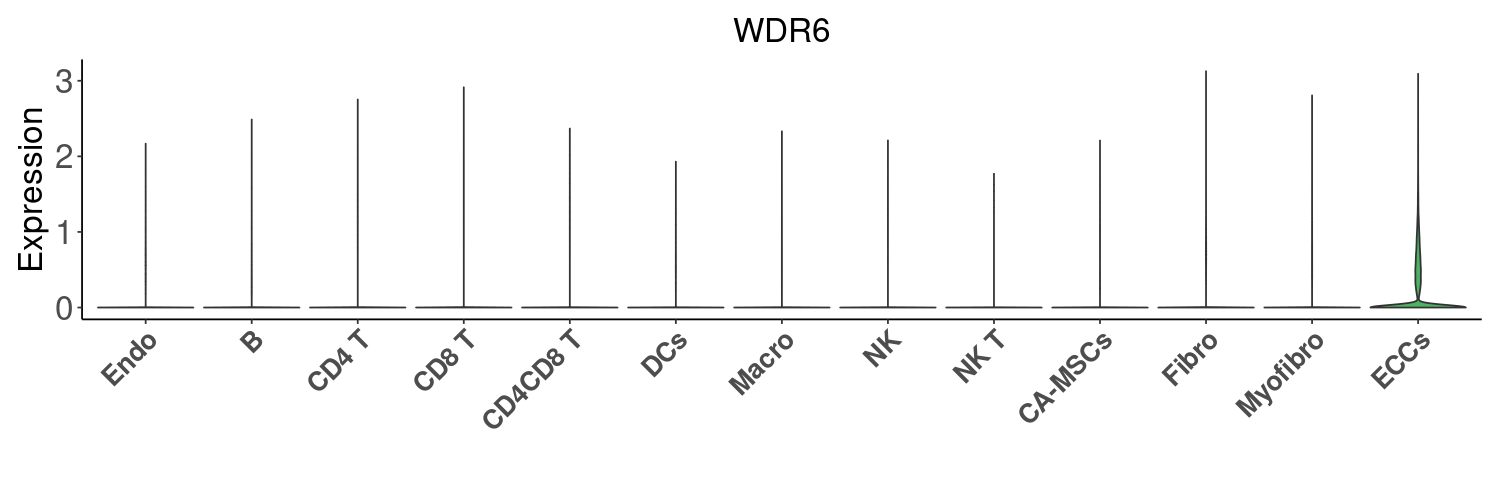 WDR6
Expression
3
2
1
0
Endo
B
CD4 T
CD8 T
CD4CD8 T
DCs
Macro
NK
NK T
CA-MSCs
Fibro
Myofibro
ECCs